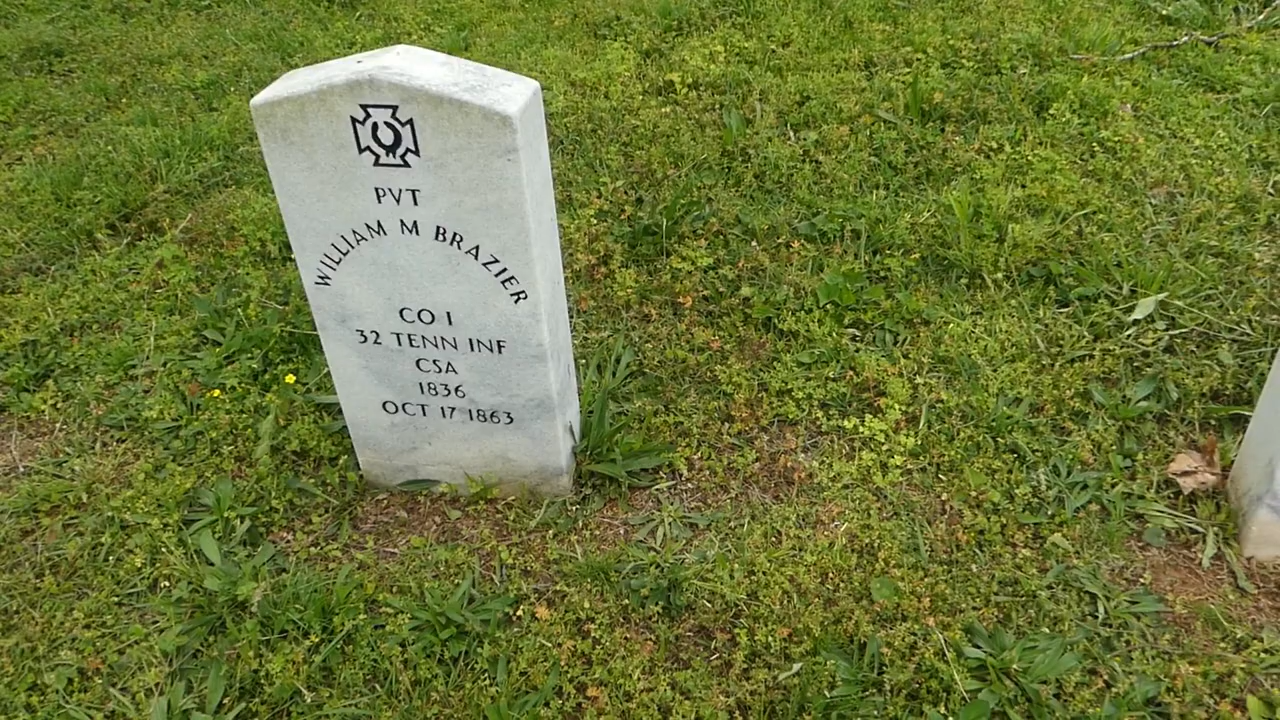 PVT
WILLIAM M BRAZIER
CO I
32 TENN INF
CSA
1836
OCT 17 1863